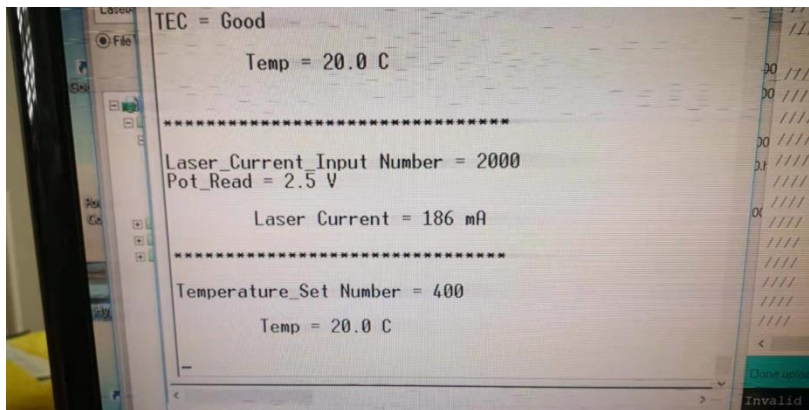 TEC = Good
Temp = 20.0 C
*******************************
Laser_Current_Input Number = 2000
Pot_Read = 2.5 V
Laser Current = 186 mA
*******************************
Temperature_Set Number = 400
Temp = 20.0 C
File
Invalid